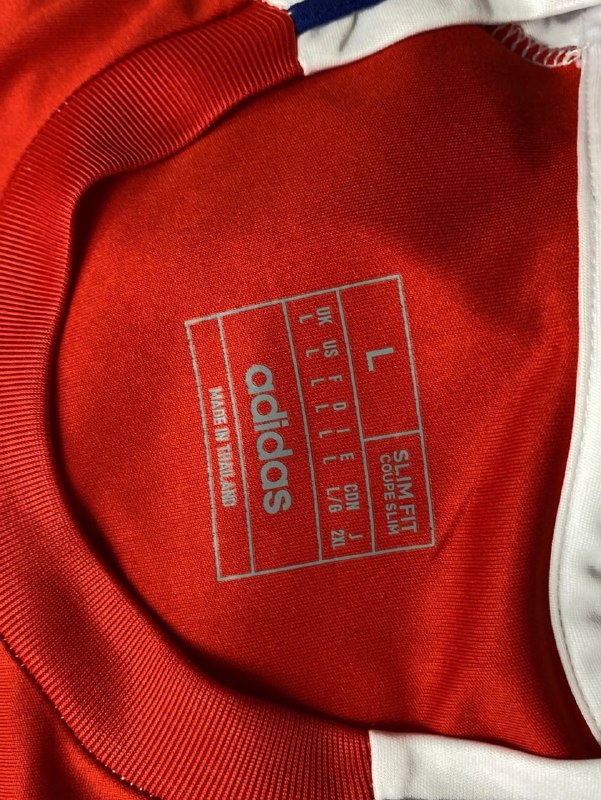 L
SLIM FIT
COUPE SLIM
UK US F D I E CDN J
L L L L L L L/G 2XL
adidas
MADE IN THAILAND